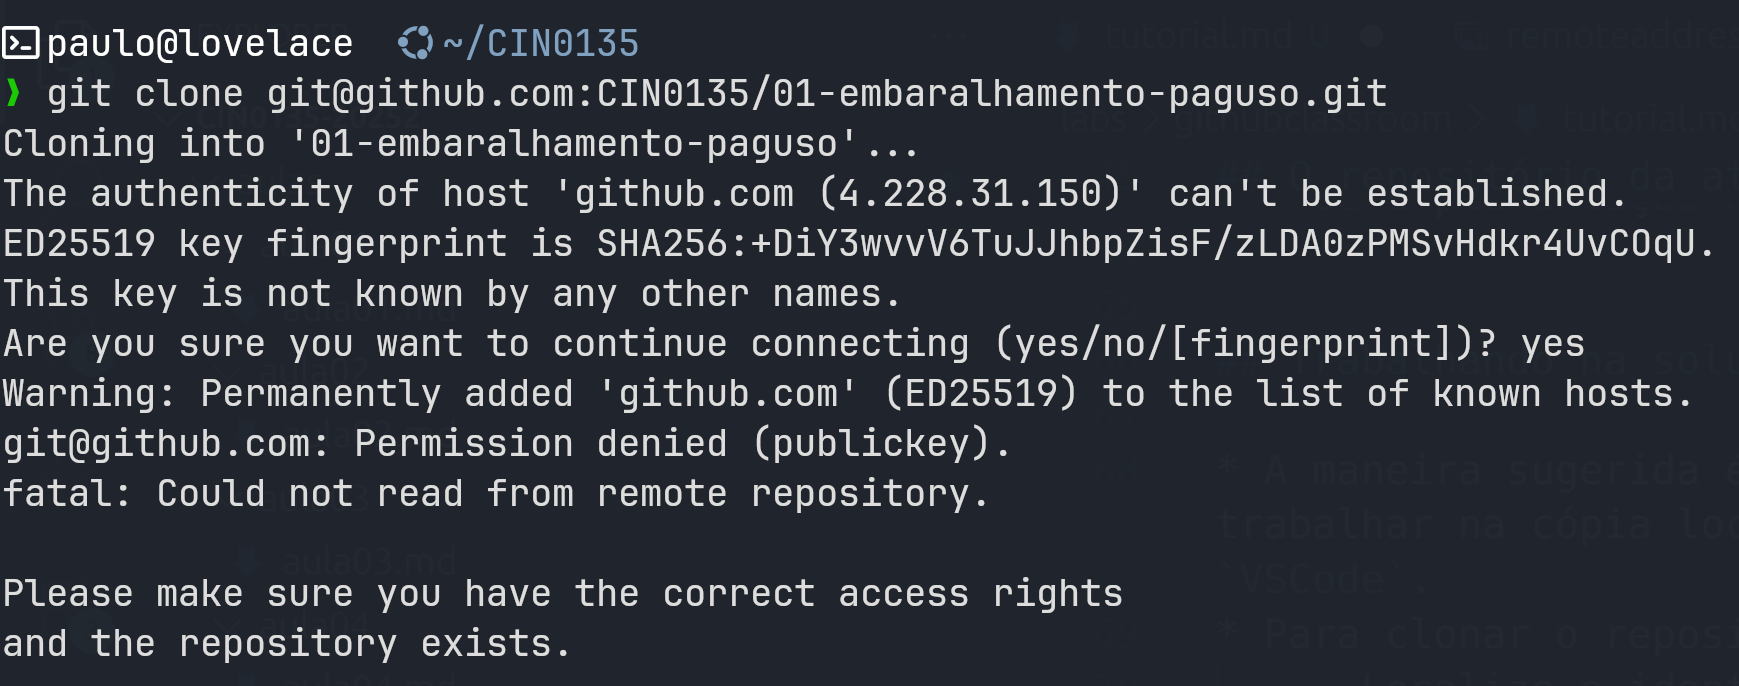 paulo@lovelace ~/CIN0135
❯ git clone git@github.com:CIN0135/01-embaralhamento-paguso.git
Cloning into '01-embaralhamento-paguso'...
The authenticity of host 'github.com (4.228.31.150)' can't be established.
ED25519 key fingerprint is SHA256:+DiY3wvvV6TuJJhbpZisF/zLDA0zPMSvHdkr4UvCOqU.
This key is not known by any other names.
Are you sure you want to continue connecting (yes/no/[fingerprint])? yes
Warning: Permanently added 'github.com' (ED25519) to the list of known hosts.
git@github.com: Permission denied (publickey).
fatal: Could not read from remote repository.

Please make sure you have the correct access rights
and the repository exists.